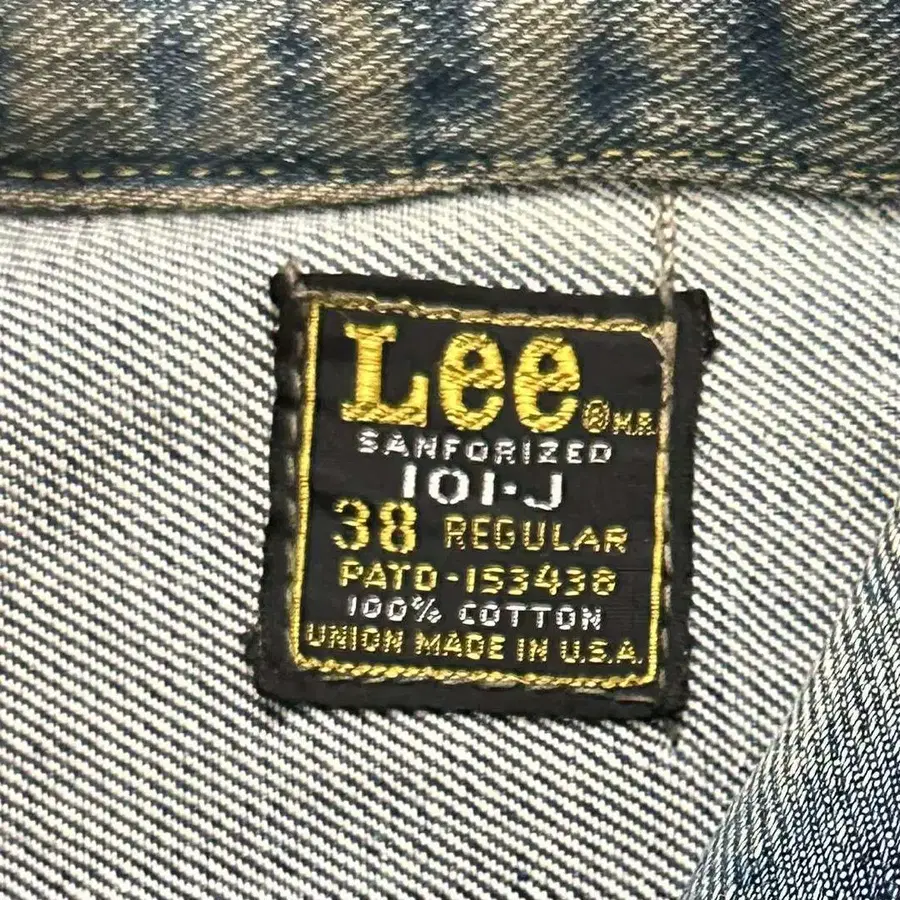 Lee ® M.R.
SANFORIZED
101-J
38 REGULAR
PATD-153438
100% COTTON
UNION MADE IN U.S.A.